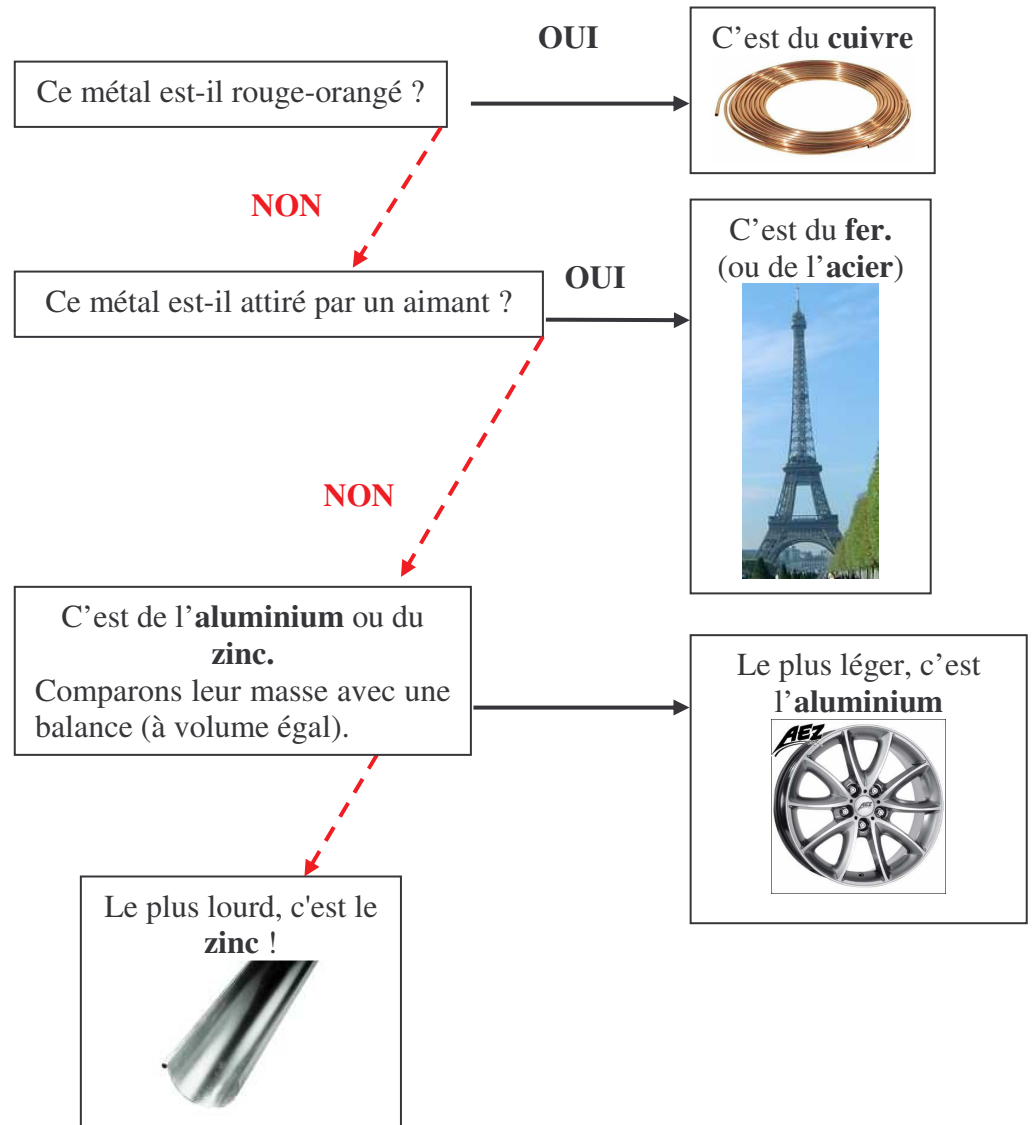 OUI
C’est du cuivre
Ce métal est-il rouge-orangé ?
NON
C’est du fer.
(ou de l’acier)
OUI
Ce métal est-il attiré par un aimant ?
NON
C’est de l’aluminium ou du
zinc.
Comparons leur masse avec une
balance (à volume égal).
Le plus léger, c’est
l’aluminium
AEZ
AEZ
Le plus lourd, c'est le
zinc !